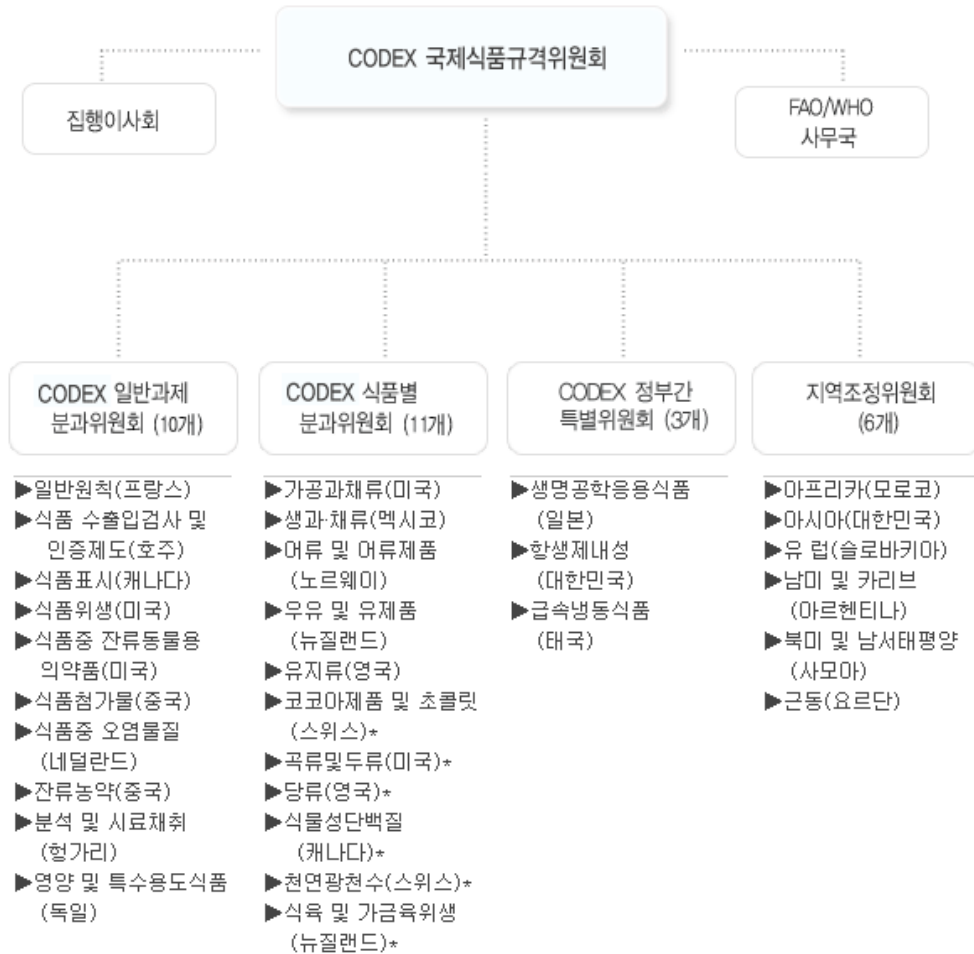 CODEX 국제식품규격위원회
집행이사회
FAO/WHO
사무국
CODEX 일반과제
분과위원회 (10개)
▶일반원칙(프랑스)
▶식품 수출입검사 및
인증제도(호주)
▶식품표시(캐나다)
▶식품위생(미국)
▶식품중 잔류동물용
의약품(미국)
▶식품첨가물(중국)
▶식품중 오염물질
(네덜란드)
▶잔류농약(중국)
▶분석 및 시료채취
(헝가리)
▶영양 및 특수용도식품
(독일)
CODEX 식품별
분과위원회 (11개)
▶가공과채류(미국)
▶생과·채류(멕시코)
▶어류 및 어류제품
(노르웨이)
▶우유 및 유제품
(뉴질랜드)
▶유지류(영국)
▶코코아제품 및 초콜릿
(스위스)*
▶곡류및두류(미국)*
▶당류(영국)*
▶식물성단백질
(캐나다)*
▶천연광천수(스위스)*
▶식육 및 가금육위생
(뉴질랜드)*
CODEX 정부간
특별위원회 (3개)
▶생명공학응용식품
(일본)
▶항생제내성
(대한민국)
▶급속냉동식품
(태국)
지역조정위원회
(6개)
▶아프리카(모로코)
▶아시아(대한민국)
▶유 럽(슬로바키아)
▶남미 및 카리브
(아르헨티나)
▶북미 및 남서태평양
(사모아)
▶근동(요르단)